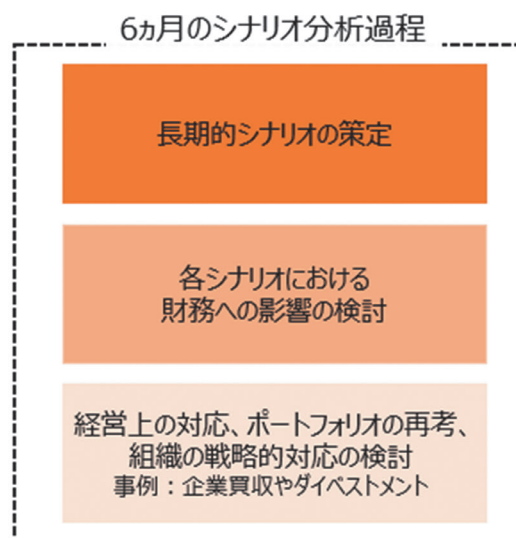 6ヵ月のシナリオ分析過程
長期的シナリオの策定
各シナリオにおける
財務への影響の検討
経営上の対応、ポートフォリオの再考、
組織の戦略的対応の検討
事例：企業買収やダイベストメント